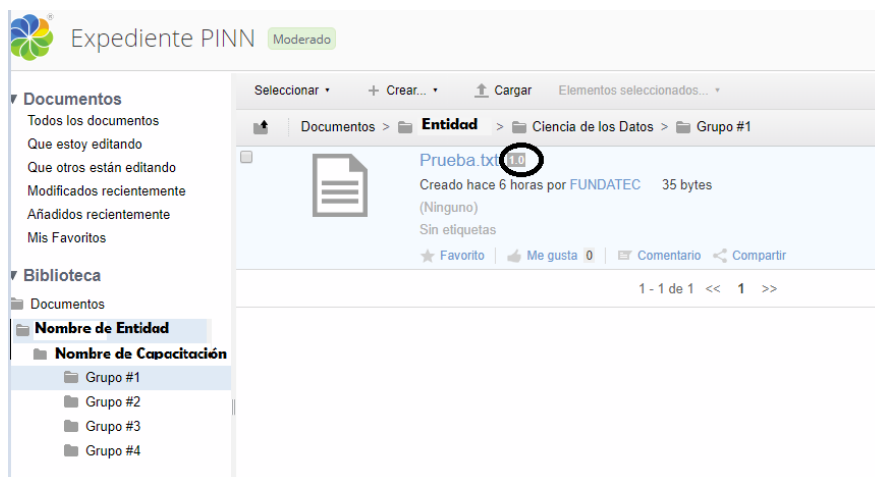 Expediente PINN Moderado
Documentos
Todos los documentos
Que estoy editando
Que otros están editando
Modificados recientemente
Añadidos recientemente
Mis Favoritos
Biblioteca
Documentos
Nombre de Entidad
Nombre de Capacitación
Grupo #1
Grupo #2
Grupo #3
Grupo #4
Seleccionar + Crear... Cargar Elementos seleccionados...
Documentos > Entidad > Ciencia de los Datos > Grupo #1
Prueba.txt 1.0
Creado hace 6 horas por FUNDATEC 35 bytes
(Ninguno)
Sin etiquetas
Favorito Me gusta 0 Comentario Compartir
1 - 1 de 1 << 1 >>